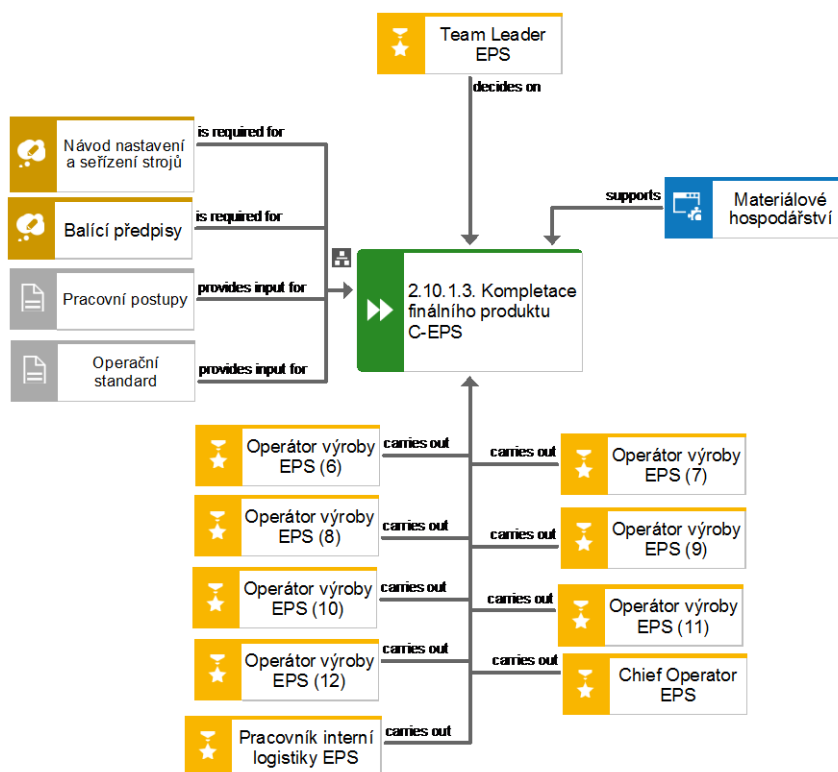 Team Leader
EPS
decides on
Návod nastavení
a seřízení strojů
is required for
Balící předpisy
is required for
Pracovní postupy
provides input for
Operační
standard
provides input for
supports
Materiálové
hospodářství
2.10.1.3. Kompletace
finálního produktu
C-EPS
Operátor výroby
EPS (6)
carries out
carries out
Operátor výroby
EPS (7)
Operátor výroby
EPS (8)
carries out
carries out
Operátor výroby
EPS (9)
Operátor výroby
EPS (10)
carries out
carries out
Operátor výroby
EPS (11)
Operátor výroby
EPS (12)
carries out
carries out
Chief Operator
EPS
Pracovník interní
logistiky EPS
carries out